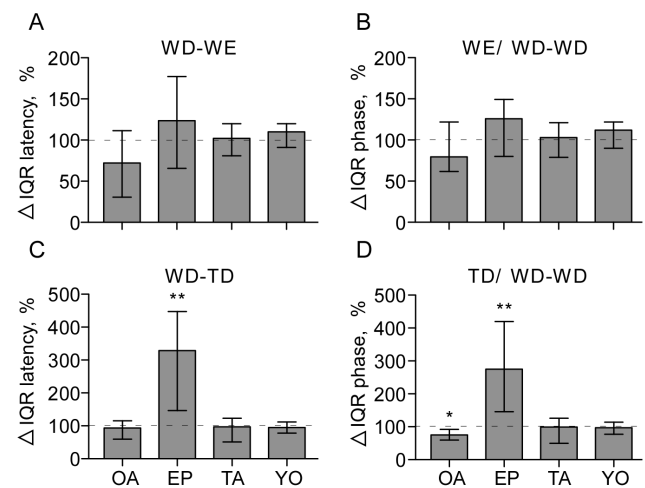 A
WD-WE
Δ IQR latency, %
200
150
100
50
0
B
WE/ WD-WD
Δ IQR phase, %
200
150
100
50
0
C
WD-TD
Δ IQR latency, %
500
400
300
200
100
0
**
OA EP TA YO
D
TD/ WD-WD
Δ IQR phase, %
500
400
300
200
100
0
*
**
OA EP TA YO